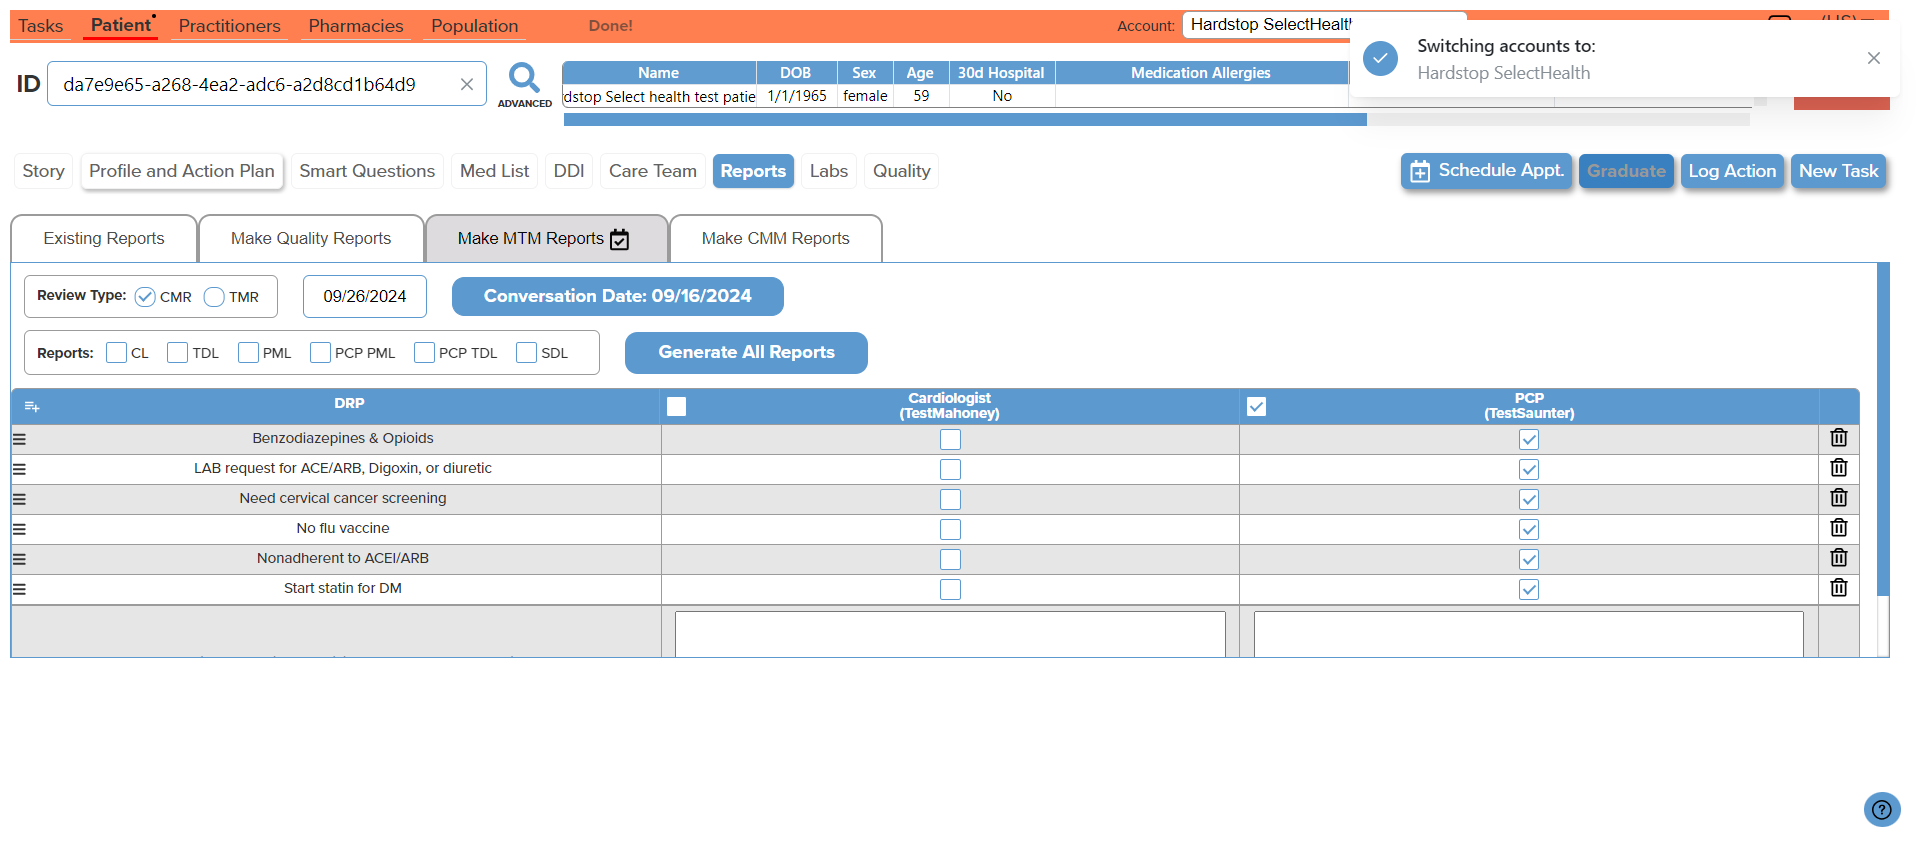 Tasks Patient Practitioners Pharmacies Population Done! Account: Hardstop SelectHealth
Switching accounts to:
Hardstop SelectHealth
ID da7e9e65-a268-4ea2-adc6-a2d8cd1b64d9 ADVANCED
Name DOB Sex Age 30d Hospital Medication Allergies
dstop Select health test patie 1/1/1965 female 59 No
Story Profile and Action Plan Smart Questions Med List DDI Care Team Reports Labs Quality Schedule Appt. Graduate Log Action New Task
Existing Reports Make Quality Reports Make MTM Reports Make CMM Reports
Review Type: CMR TMR 09/26/2024 Conversation Date: 09/16/2024
Reports: CL TDL PML PCP PML PCP TDL SDL Generate All Reports
DRP Cardiologist (TestMahoney) PCP (TestSaunter)
Benzodiazepines & Opioids
LAB request for ACE/ARB, Digoxin, or diuretic
Need cervical cancer screening
No flu vaccine
Nonadherent to ACEI/ARB
Start statin for DM